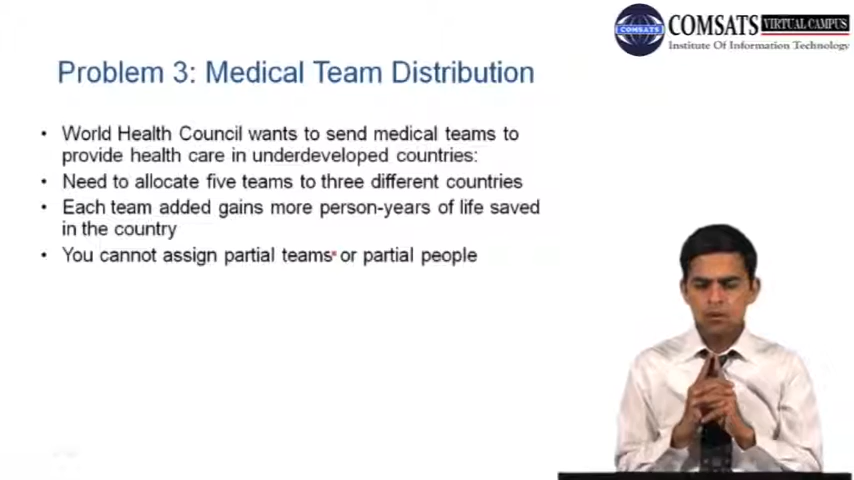 COMSATS
COMSATS VIRTUAL CAMPUS
Institute Of Information Technology
Problem 3: Medical Team Distribution
• World Health Council wants to send medical teams to
provide health care in underdeveloped countries:
• Need to allocate five teams to three different countries
• Each team added gains more person-years of life saved
in the country
• You cannot assign partial teams or partial people